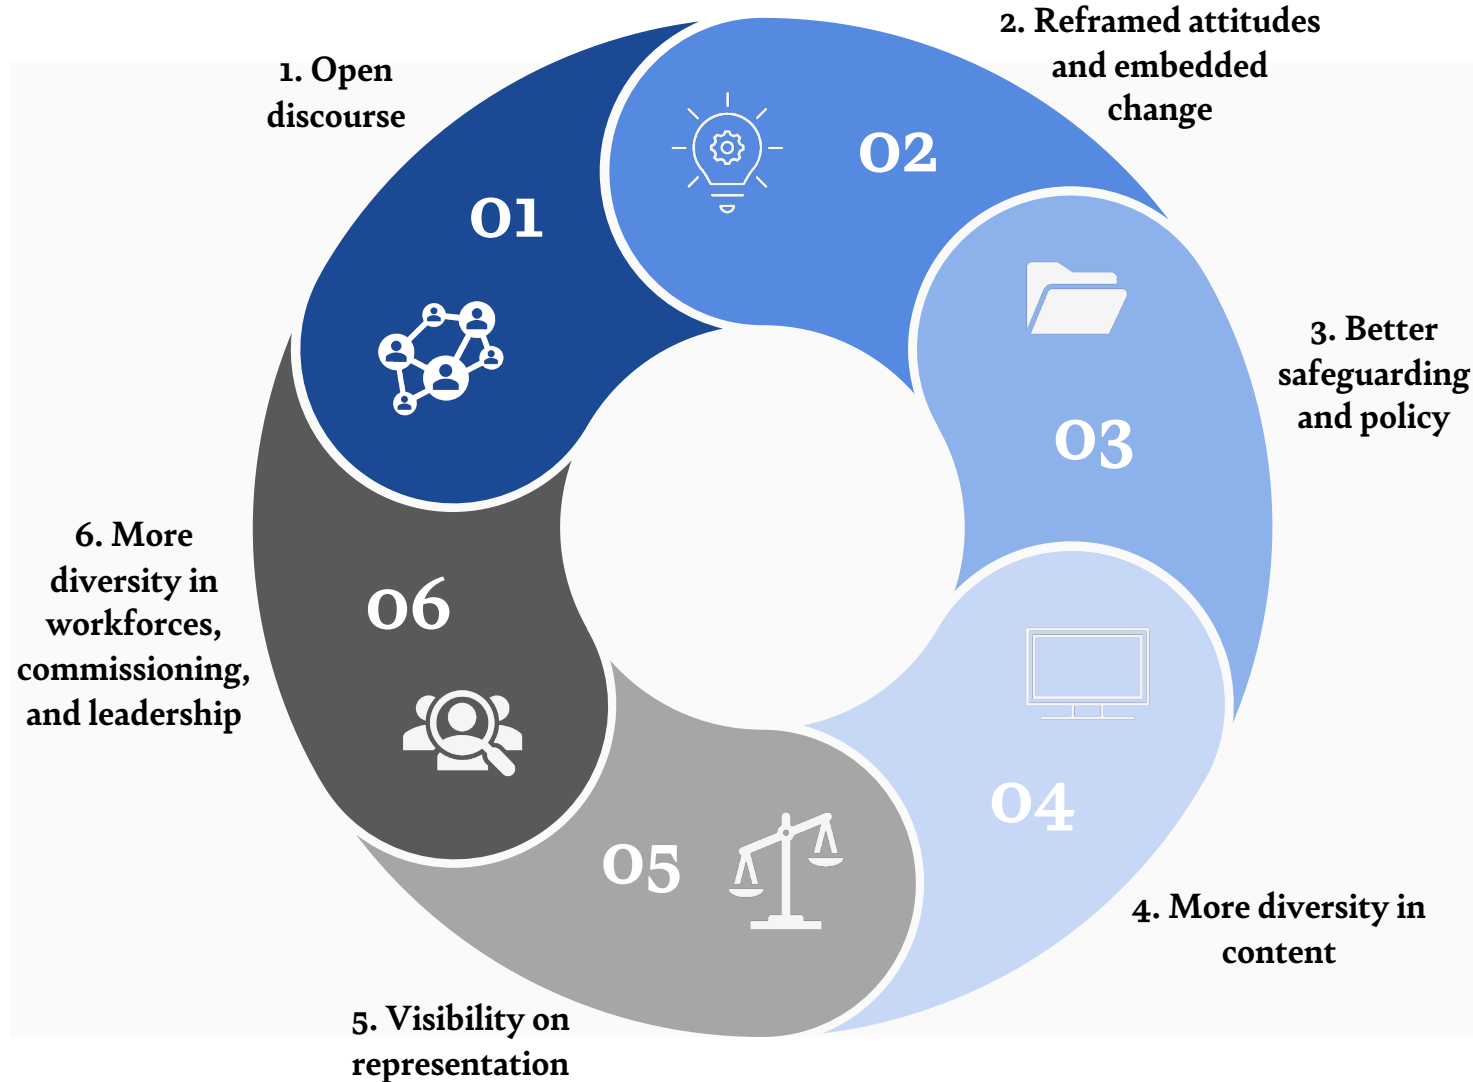 1. Open
discourse
01
2. Reframed attitudes
and embedded
change
02
3. Better
safeguarding
and policy
03
4. More diversity in
content
04
5. Visibility on
representation
05
6. More
diversity in
workforces,
commissioning,
and leadership
06